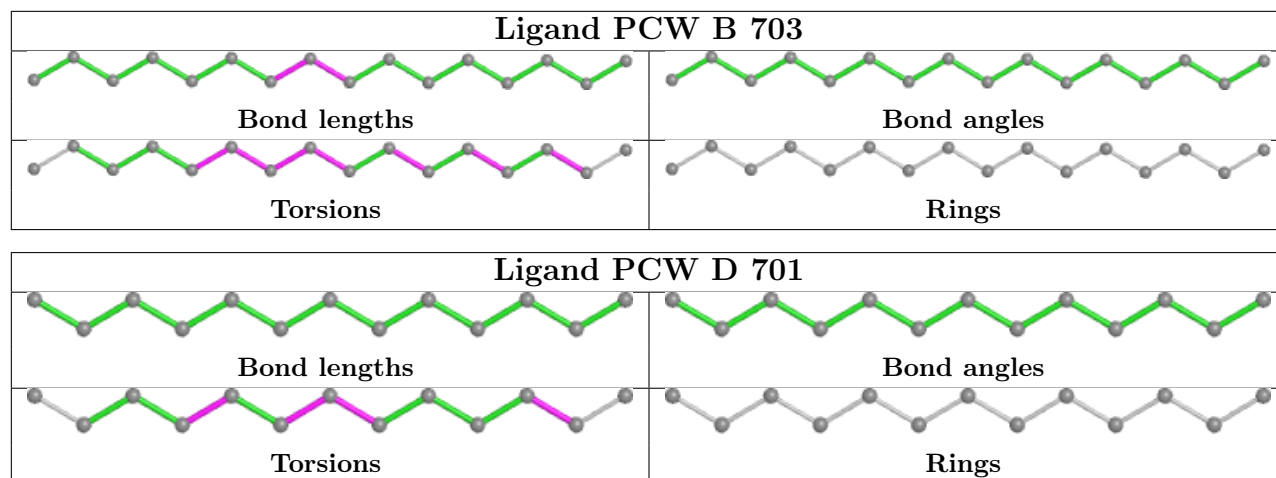 Ligand PCW B 703
Bond lengths
Bond angles
Torsions
Rings
Ligand PCW D 701
Bond lengths
Bond angles
Torsions
Rings